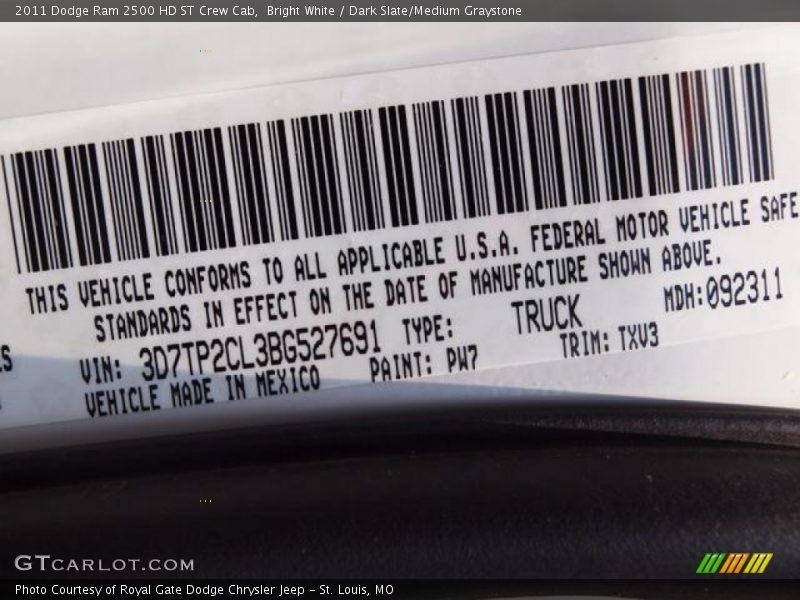 2011 Dodge Ram 2500 HD ST Crew Cab, Bright White / Dark Slate/Medium Graystone
THIS VEHICLE CONFORMS TO ALL APPLICABLE U.S.A. FEDERAL MOTOR VEHICLE SAFE
STANDARDS IN EFFECT ON THE DATE OF MANUFACTURE SHOWN ABOVE.
VIN: 3D7TP2CL3BG527691 TYPE: TRUCK MDH:092311
VEHICLE MADE IN MEXICO PAINT: PW7 TRIM: TXV3
GTCARLOT.COM
Photo Courtesy of Royal Gate Dodge Chrysler Jeep - St. Louis, MO